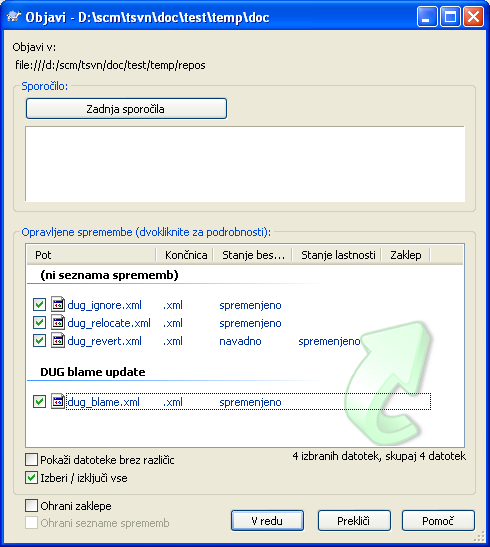 Objavi - D:\scm\tsvn\doc\test\temp\doc
Objavi v:
file:///d:/scm/tsvn/doc/test/temp/repos
Sporočilo:
Zadnja sporočila
Opravljene spremembe (dvokliknite za podrobnosti):
Pot Končnica Stanje bes... Stanje lastnosti Zaklep
(ni seznama sprememb)
dug_ignore.xml .xml spremenjeno
dug_relocate.xml .xml spremenjeno
dug_revert.xml .xml navadno spremenjeno
DUG blame update
dug_blame.xml .xml spremenjeno
Pokaži datoteke brez različic
4 izbranih datotek, skupaj 4 datotek
Izberi / izključi vse
Ohrani zaklepe
Ohrani sezname sprememb
V redu Prekliči Pomoč